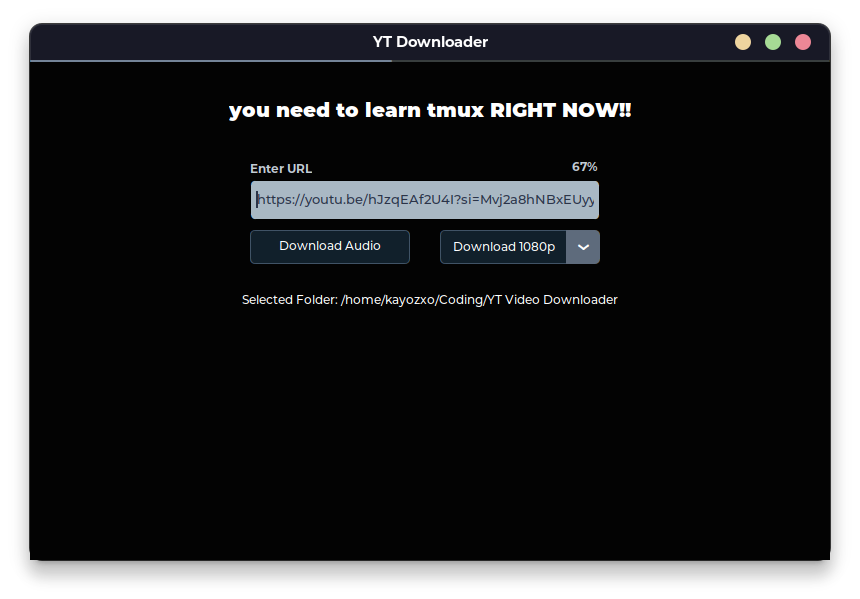 YT Downloader
you need to learn tmux RIGHT NOW!!
Enter URL
67%
https://youtu.be/hJzqEAf2U4I?si=Mvj2a8hNBxEUyy
Download Audio
Download 1080p
Selected Folder: /home/kayozxo/Coding/YT Video Downloader